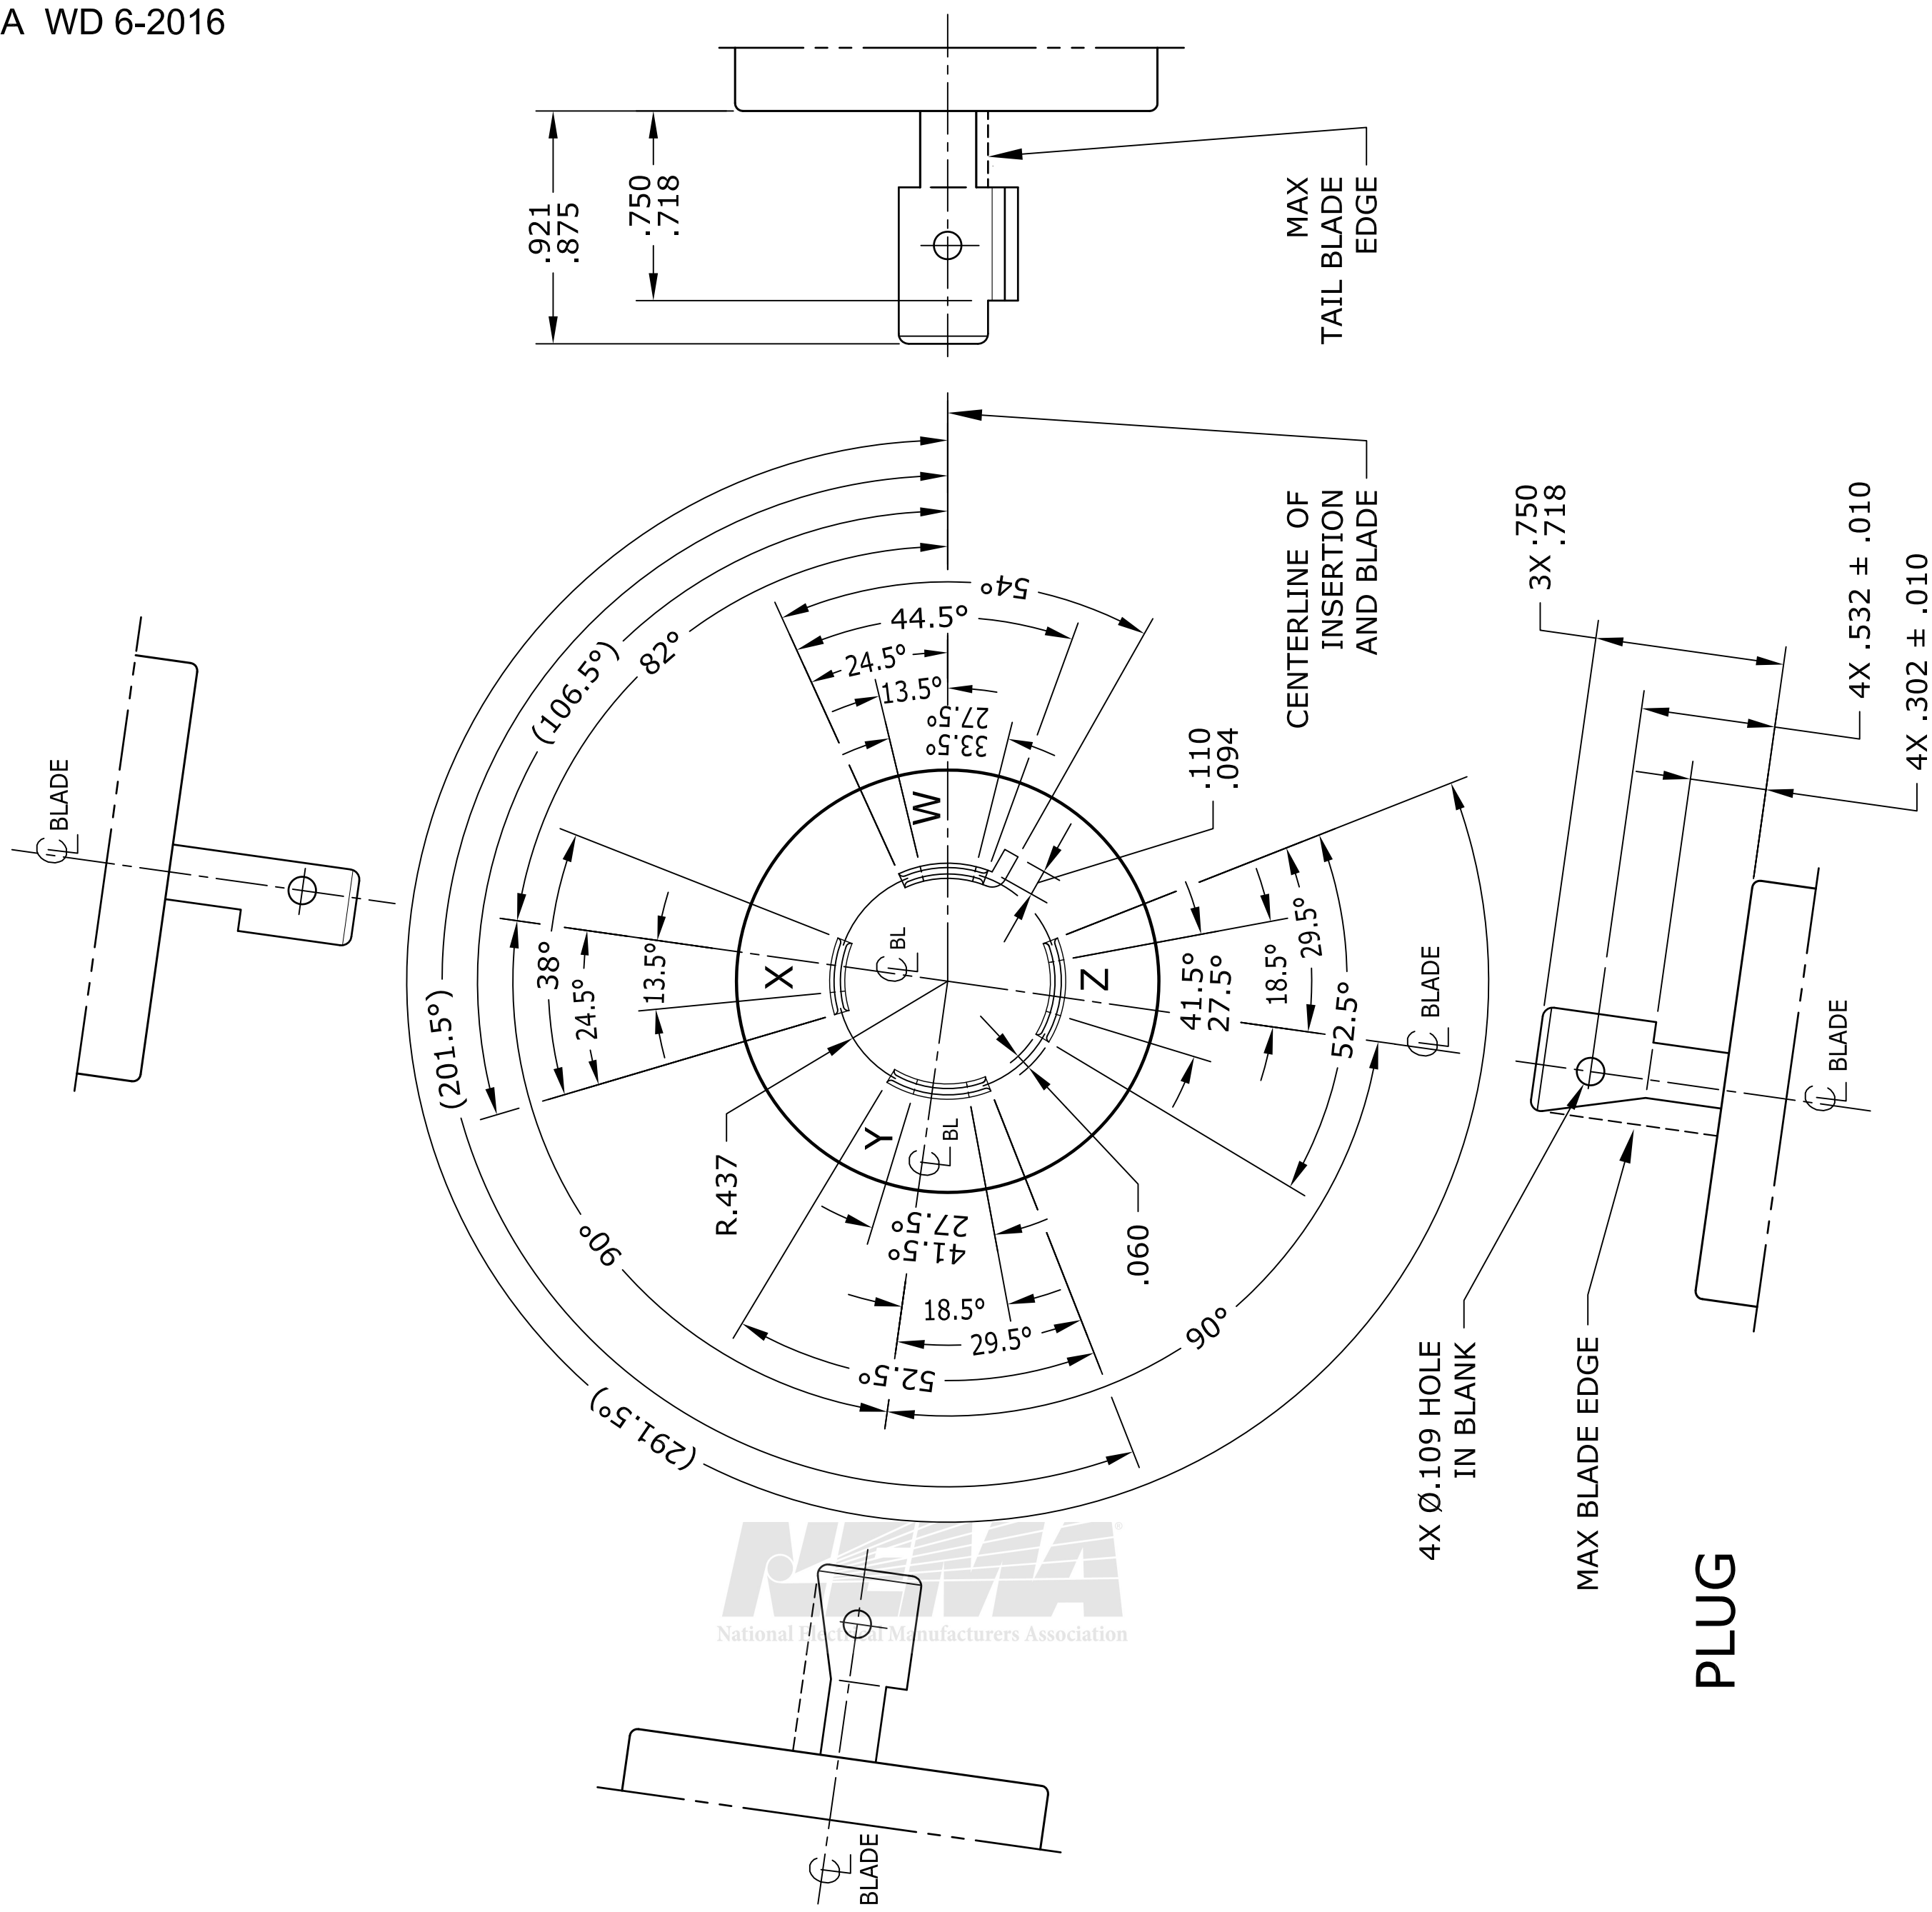 A  WD 6-2016
.921
.875
.750
.718
MAX
TAIL BLADE
EDGE
CENTERLINE OF
INSERTION
AND BLADE
3X .750
.718
4X .532 ± .010
4X .302 ± .010
54°
44.5°
24.5°
13.5°
27.5°
33.5°
82°
(106.5°)
.110
.094
W
℄ BLADE
X
℄ BL
Z
38°
24.5°
13.5°
41.5°
27.5°
18.5°
29.5°
52.5°
℄ BLADE
℄ BLADE
(201.5°)
R.437
Y
℄ BL
27.5°
41.5°
18.5°
29.5°
52.5°
.060
90°
90°
(291.5°)
4X Ø.109 HOLE
IN BLANK
MAX BLADE EDGE
PLUG
NEMA®
National Electrical Manufacturers Association
℄ BLADE